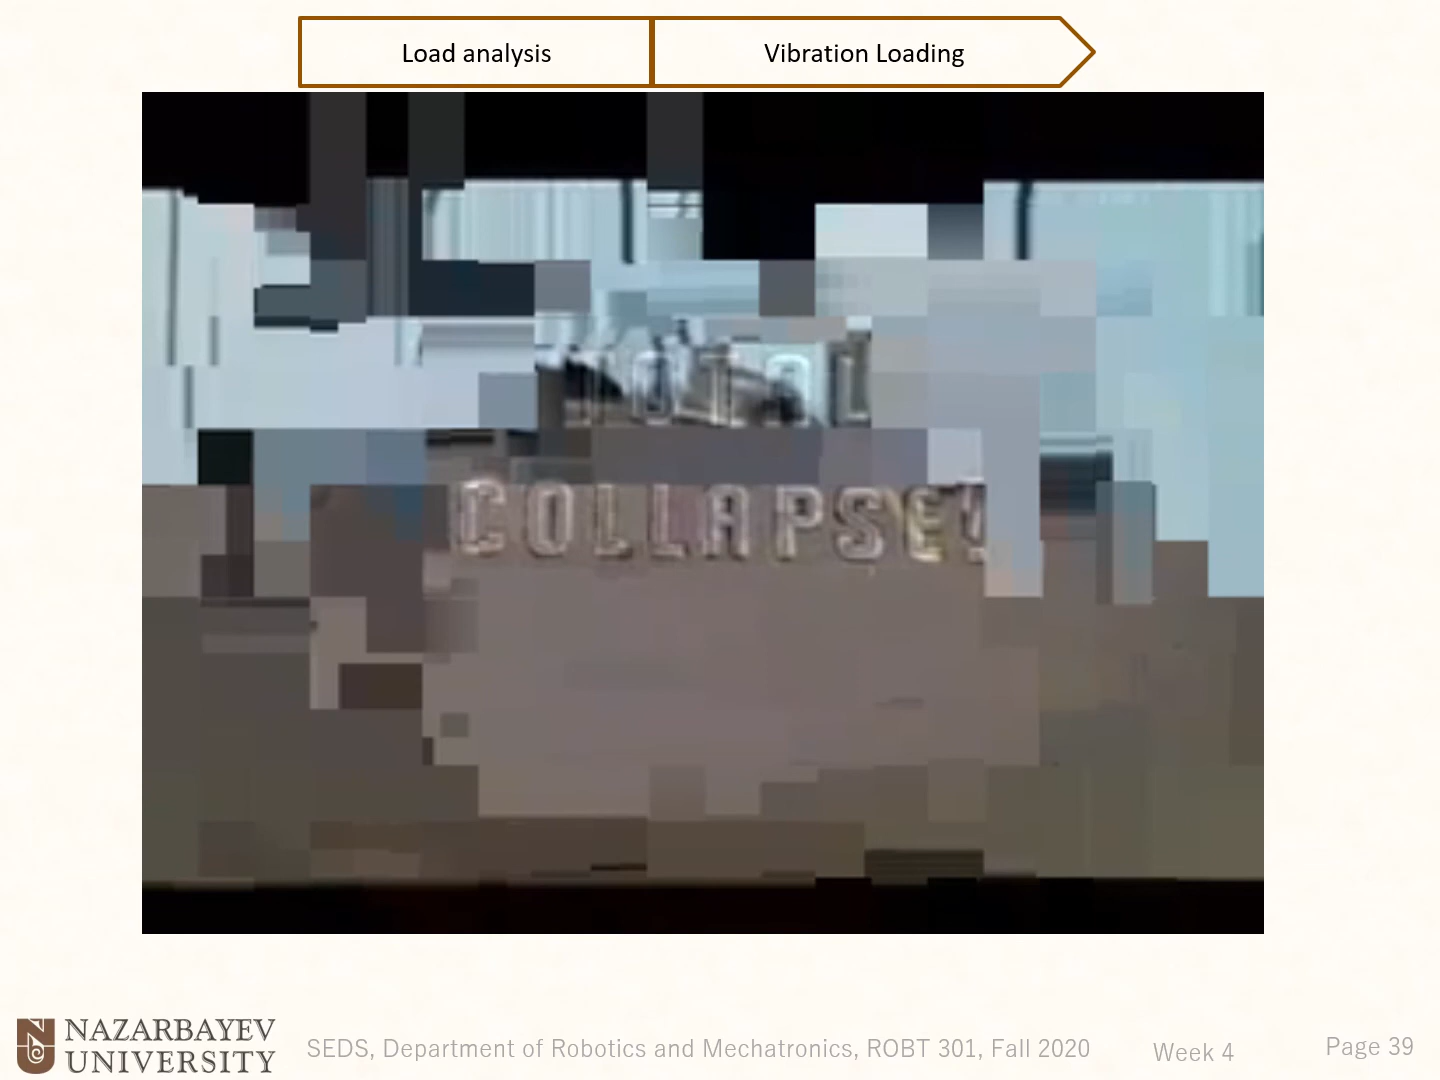 Load analysis
Vibration Loading
TOTAL
COLLAPSE!
NAZARBAYEV
UNIVERSITY
SEDS, Department of Robotics and Mechatronics, ROBT 301, Fall 2020
Week 4
Page 39